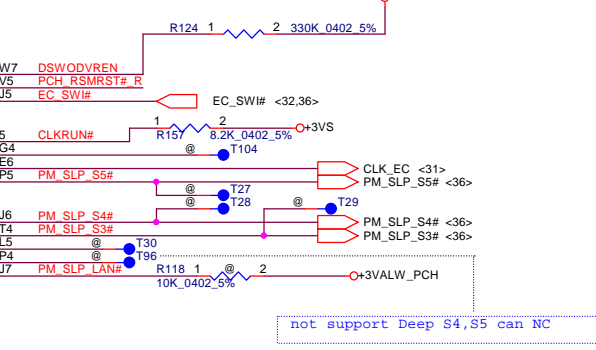 R124 1 2 330K_0402_5%
W7 DSWODVREN
V5 PCH_RSMRST#_R
J5 EC_SWI# EC_SWI# <32,36>
1 2 +3VS
5 CLKRUN# R157 8.2K_0402_5%
G4 @ T104
E6 CLK_EC <31>
P5 PM_SLP_S5# PM_SLP_S5# <36>
@ T27
@ T28 @ T29
J6 PM_SLP_S4# PM_SLP_S4# <36>
T4 PM_SLP_S3# PM_SLP_S3# <36>
L5 @ T30
P4 @ T96
J7 PM_SLP_LAN# R118 1 @ 2 +3VALW_PCH
10K_0402_5%
not support Deep S4,S5 can NC